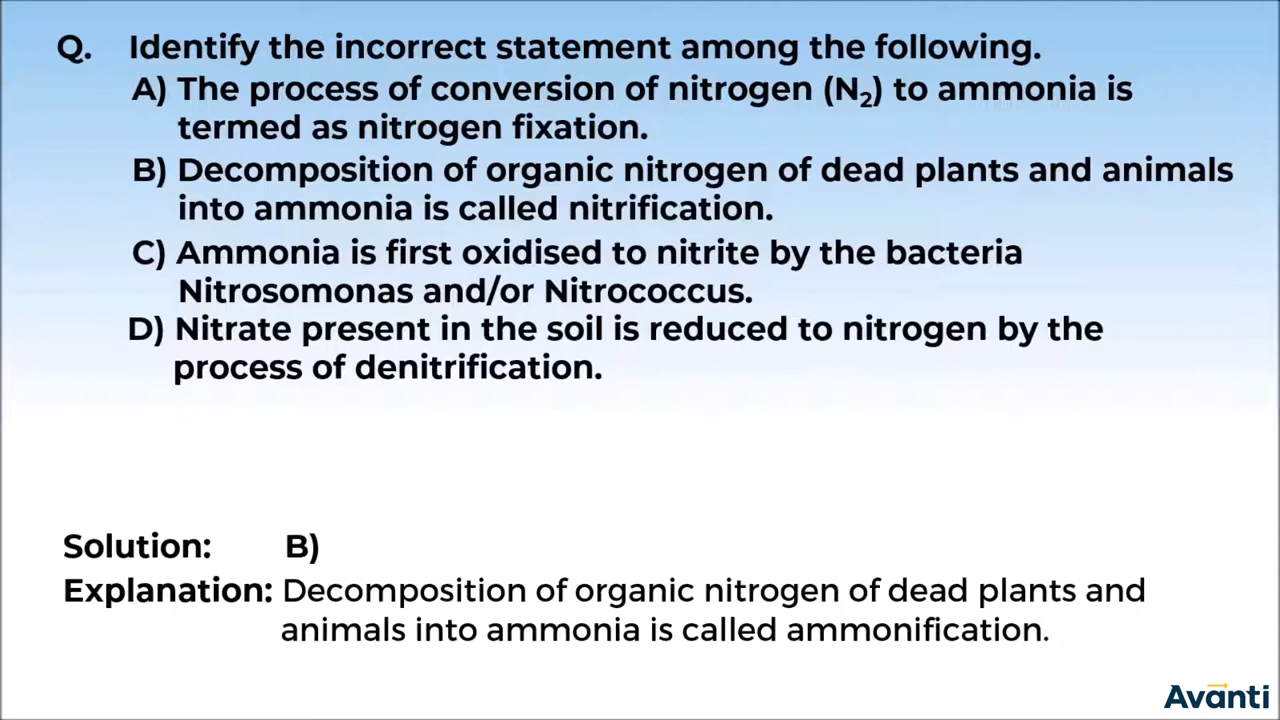 Q. Identify the incorrect statement among the following.
A) The process of conversion of nitrogen (N₂) to ammonia is
termed as nitrogen fixation.
B) Decomposition of organic nitrogen of dead plants and animals
into ammonia is called nitrification.
C) Ammonia is first oxidised to nitrite by the bacteria
Nitrosomonas and/or Nitrococcus.
D) Nitrate present in the soil is reduced to nitrogen by the
process of denitrification.
Solution: B)
Explanation: Decomposition of organic nitrogen of dead plants and
animals into ammonia is called ammonification.
Avanti